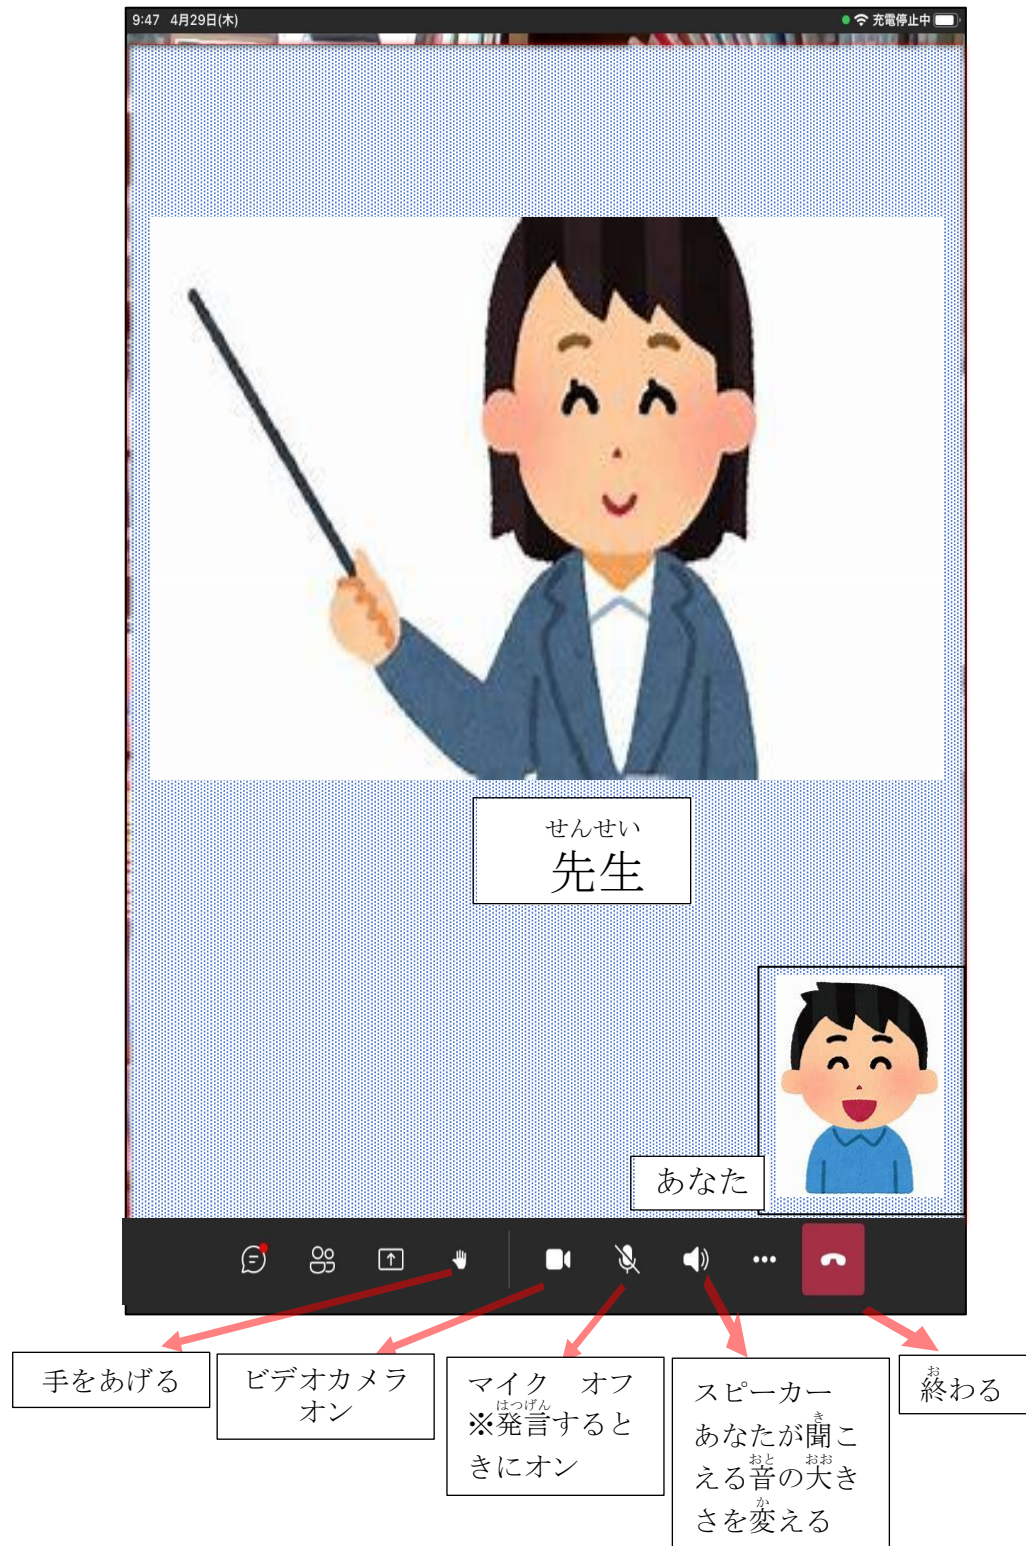 9:47 4月29日(木)
充電停止中
せんせい
先生
あなた
手をあげる
ビデオカメラ
オン
マイク　オフ
はつげん
※発言すると
きにオン
スピーカー
き
あなたが聞こ
おと おお
える音の大き
か
さを変える
お
終わる